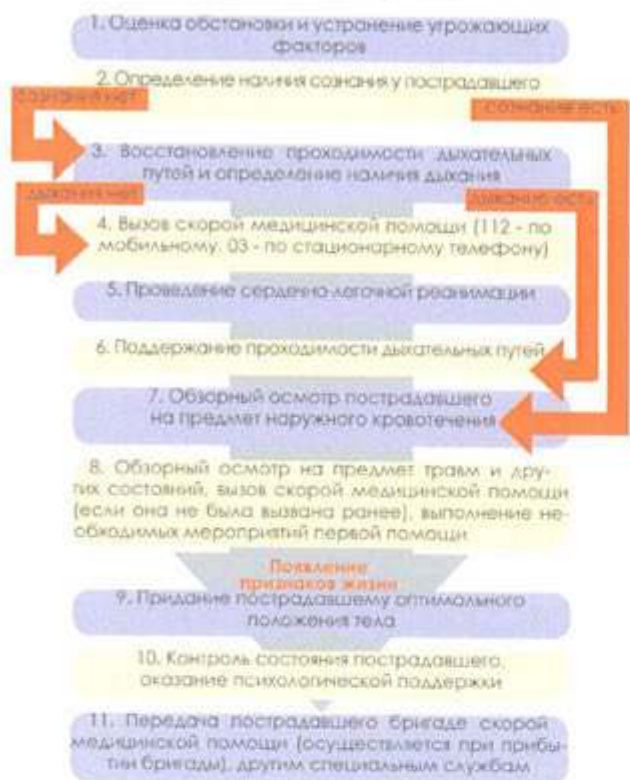 1. Оценка обстановки и устранение угрожающих
факторов
2. Определение наличия сознания у пострадавшего
сознания нет
сознание есть
3. Восстановление проходимости дыхательных
путей и определение наличия дыхания
дыхания нет
дыхание есть
4. Вызов скорой медицинской помощи (112 - по
мобильному, 03 - по стационарному телефону)
5. Проведение сердечно-легочной реанимации
6. Поддержание проходимости дыхательных путей
7. Обзорный осмотр пострадавшего
на предмет наружного кровотечения
8. Обзорный осмотр на предмет травм и дру-
гих состояний, вызов скорой медицинской помощи
(если она не была вызвана ранее), выполнение не-
обходимых мероприятий первой помощи
Появление
признаков жизни
9. Придание пострадавшему оптимального
положения тела
10. Контроль состояния пострадавшего,
оказание психологической поддержки
11. Передача пострадавшего бригаде скорой
медицинской помощи (осуществляется при прибы-
тии бригады), другим специальным службам